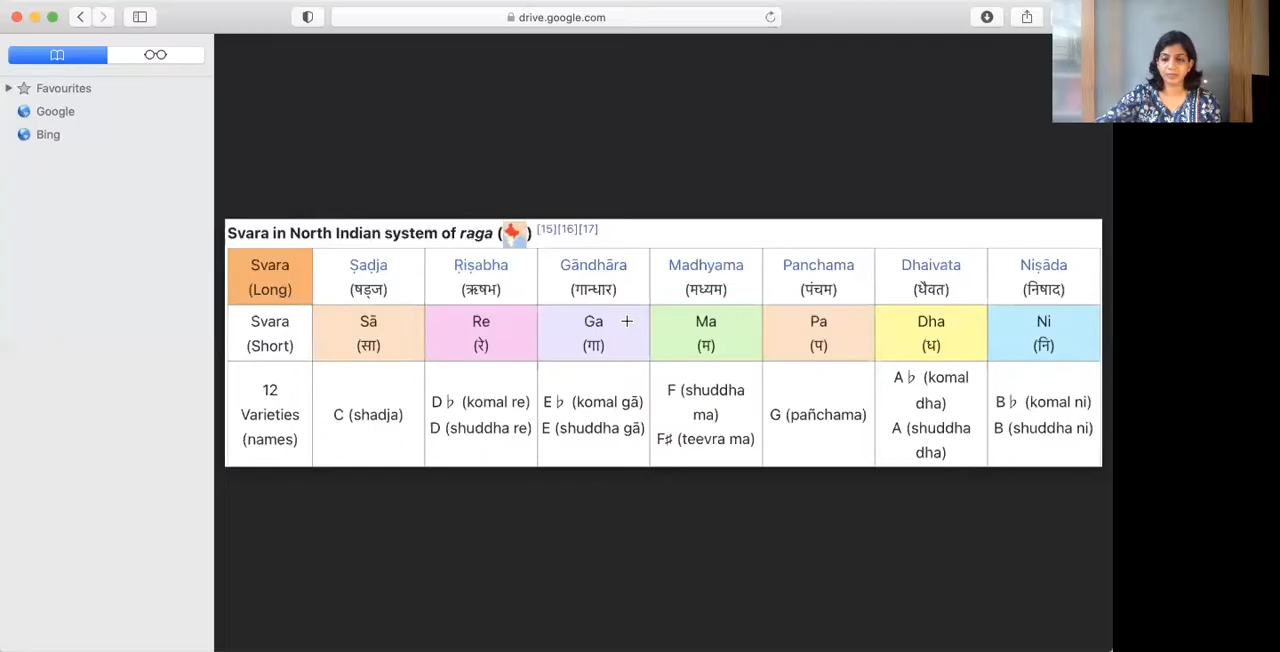 drive.google.com
Favourites
Google
Bing
Svara in North Indian system of raga ( ) [15][16][17]
Svara (Long) Ṣaḍja (षड्ज) Ṛiṣabha (ऋषभ) Gāndhāra (गान्धार) Madhyama (मध्यम) Panchama (पंचम) Dhaivata (धैवत) Niṣāda (निषाद)
Svara (Short) Sā (सा) Re (रे) Ga (गा) Ma (म) Pa (प) Dha (ध) Ni (नि)
12 Varieties (names) C (shadja) D♭ (komal re) D (shuddha re) E♭ (komal gā) E (shuddha gā) F (shuddha ma) F♯ (teevra ma) G (pañchama) A♭ (komal dha) A (shuddha dha) B♭ (komal ni) B (shuddha ni)